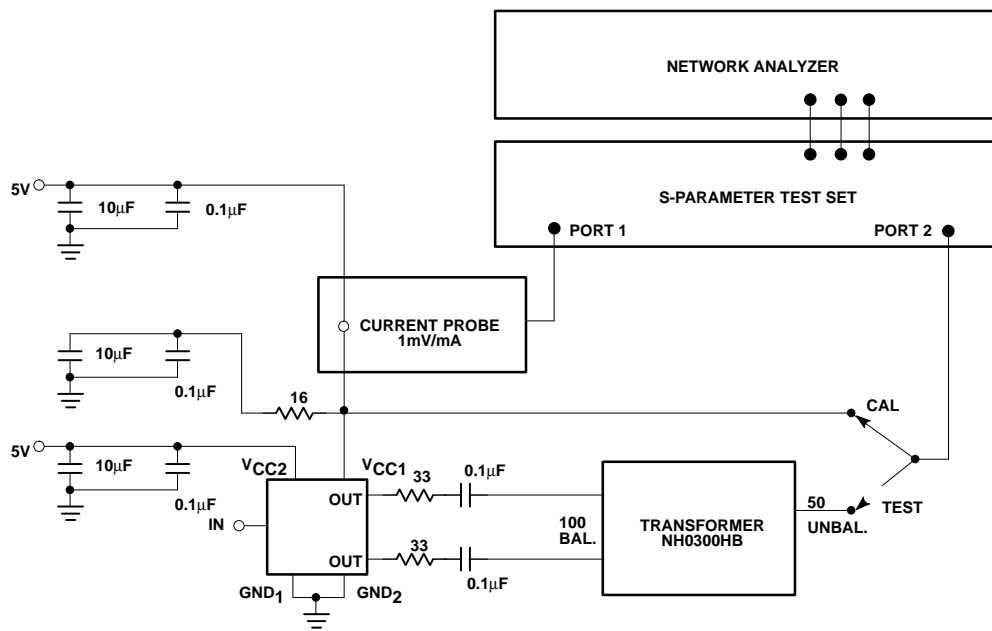 NETWORK ANALYZER
S-PARAMETER TEST SET
PORT 1
PORT 2
5V
10µF
0.1µF
CURRENT PROBE
1mV/mA
10µF
0.1µF
16
CAL
5V
10µF
0.1µF
VCC2
VCC1
33
0.1µF
OUT
IN
OUT
33
0.1µF
GND1
GND2
100
BAL.
TRANSFORMER
NH0300HB
50
UNBAL.
TEST